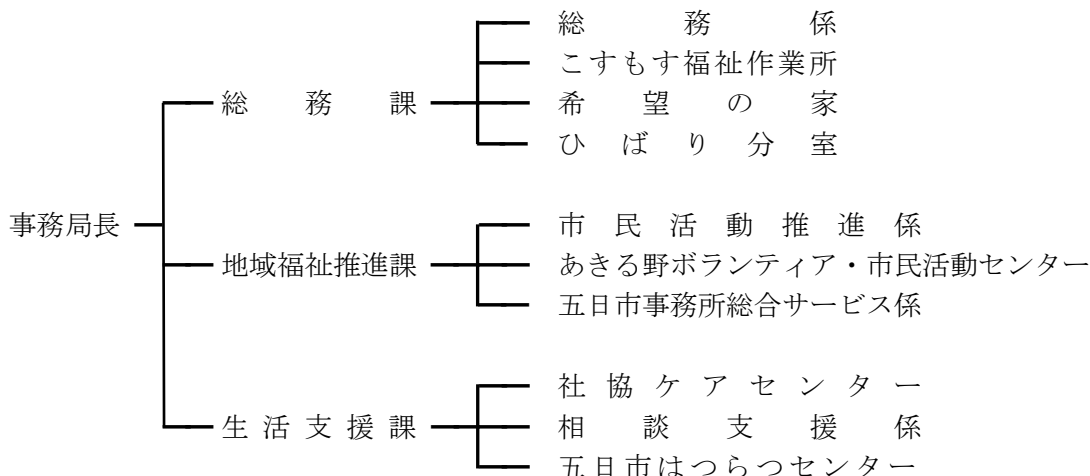 総務係
こすもす福祉作業所
総務課
希望の家
ひばり分室
事務局長
市民活動推進係
地域福祉推進課
あきる野ボランティア・市民活動センター
五日市事務所総合サービス係
社協ケアセンター
生活支援課
相談支援係
五日市はつらつセンター